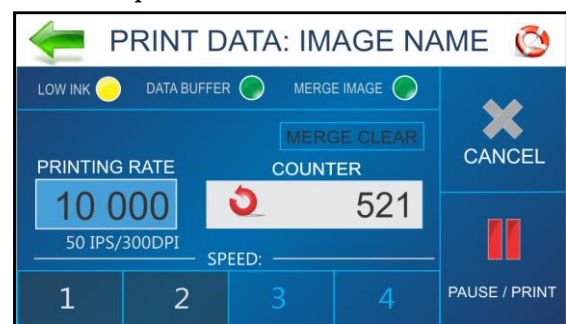 PRINT DATA: IMAGE NAME
LOW INK DATA BUFFER MERGE IMAGE
MERGE CLEAR
CANCEL
PRINTING RATE COUNTER
10 000 521
50 IPS/300DPI
SPEED:
1 2 3 4
PAUSE / PRINT